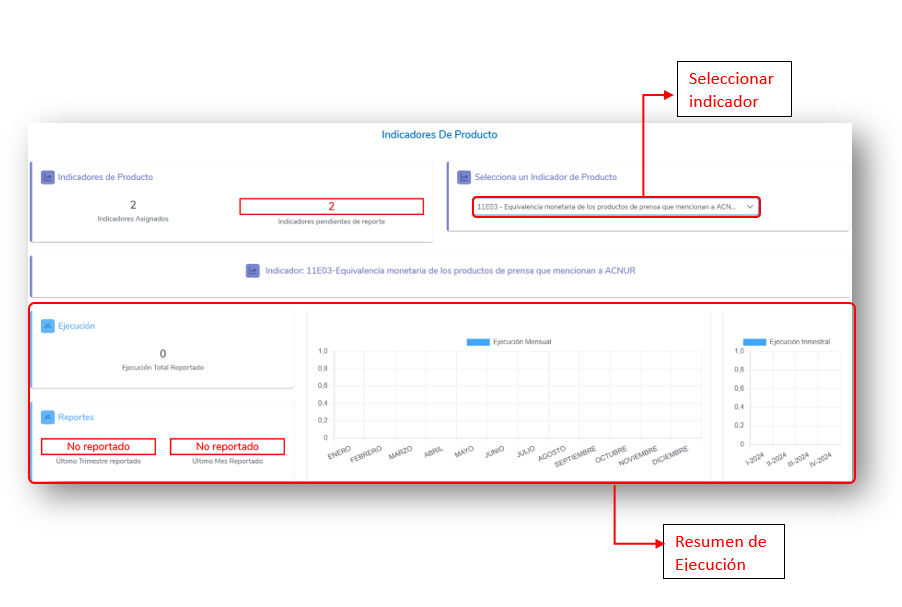 Seleccionar
indicador
Indicadores De Producto
Indicadores de Producto
2
Indicadores Asignados
2
Indicadores pendientes de reporte
Selecciona un Indicador de Producto
11E03 - Equivalencia monetaria de los productos de prensa que mencionan a ACN...
Indicador: 11E03-Equivalencia monetaria de los productos de prensa que mencionan a ACNUR
Ejecución
0
Ejecución Total Reportado
Reportes
No reportado
Último Trimestre reportado
No reportado
Último Mes Reportado
Ejecución Mensual
1,0
0,8
0,6
0,4
0,2
0
ENERO
FEBRERO
MARZO
ABRIL
MAYO
JUNIO
JULIO
AGOSTO
SEPTIEMBRE
OCTUBRE
NOVIEMBRE
DICIEMBRE
Ejecución trimestral
1,0
0,8
0,6
0,4
0,2
0
I-2024
II-2024
III-2024
IV-2024
Resumen de
Ejecución